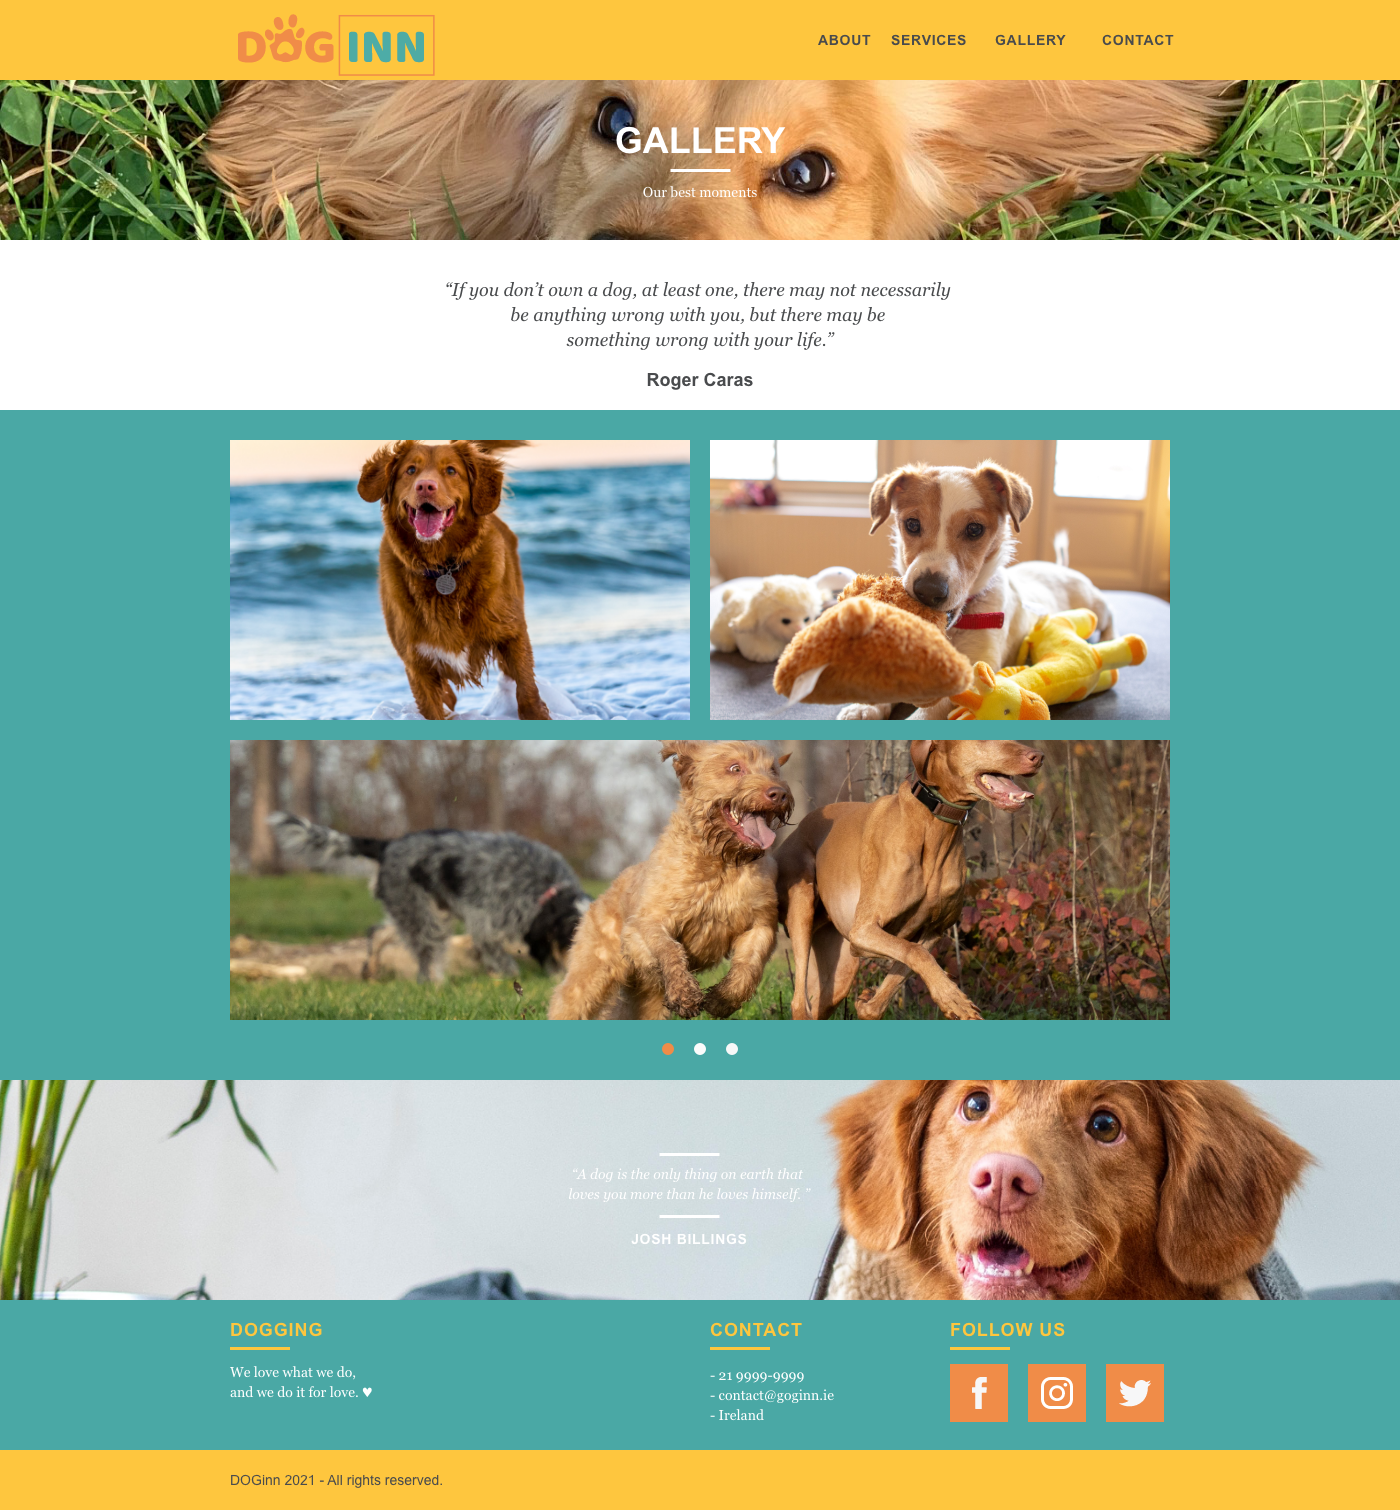 DOG INN
ABOUT SERVICES GALLERY CONTACT
GALLERY
Our best moments
“If you don’t own a dog, at least one, there may not necessarily
be anything wrong with you, but there may be
something wrong with your life.”
Roger Caras
“A dog is the only thing on earth that
loves you more than he loves himself. ”
JOSH BILLINGS
DOGGING
We love what we do,
and we do it for love. ♥
CONTACT
- 21 9999-9999
- contact@goginn.ie
- Ireland
FOLLOW US
DOGinn 2021 - All rights reserved.